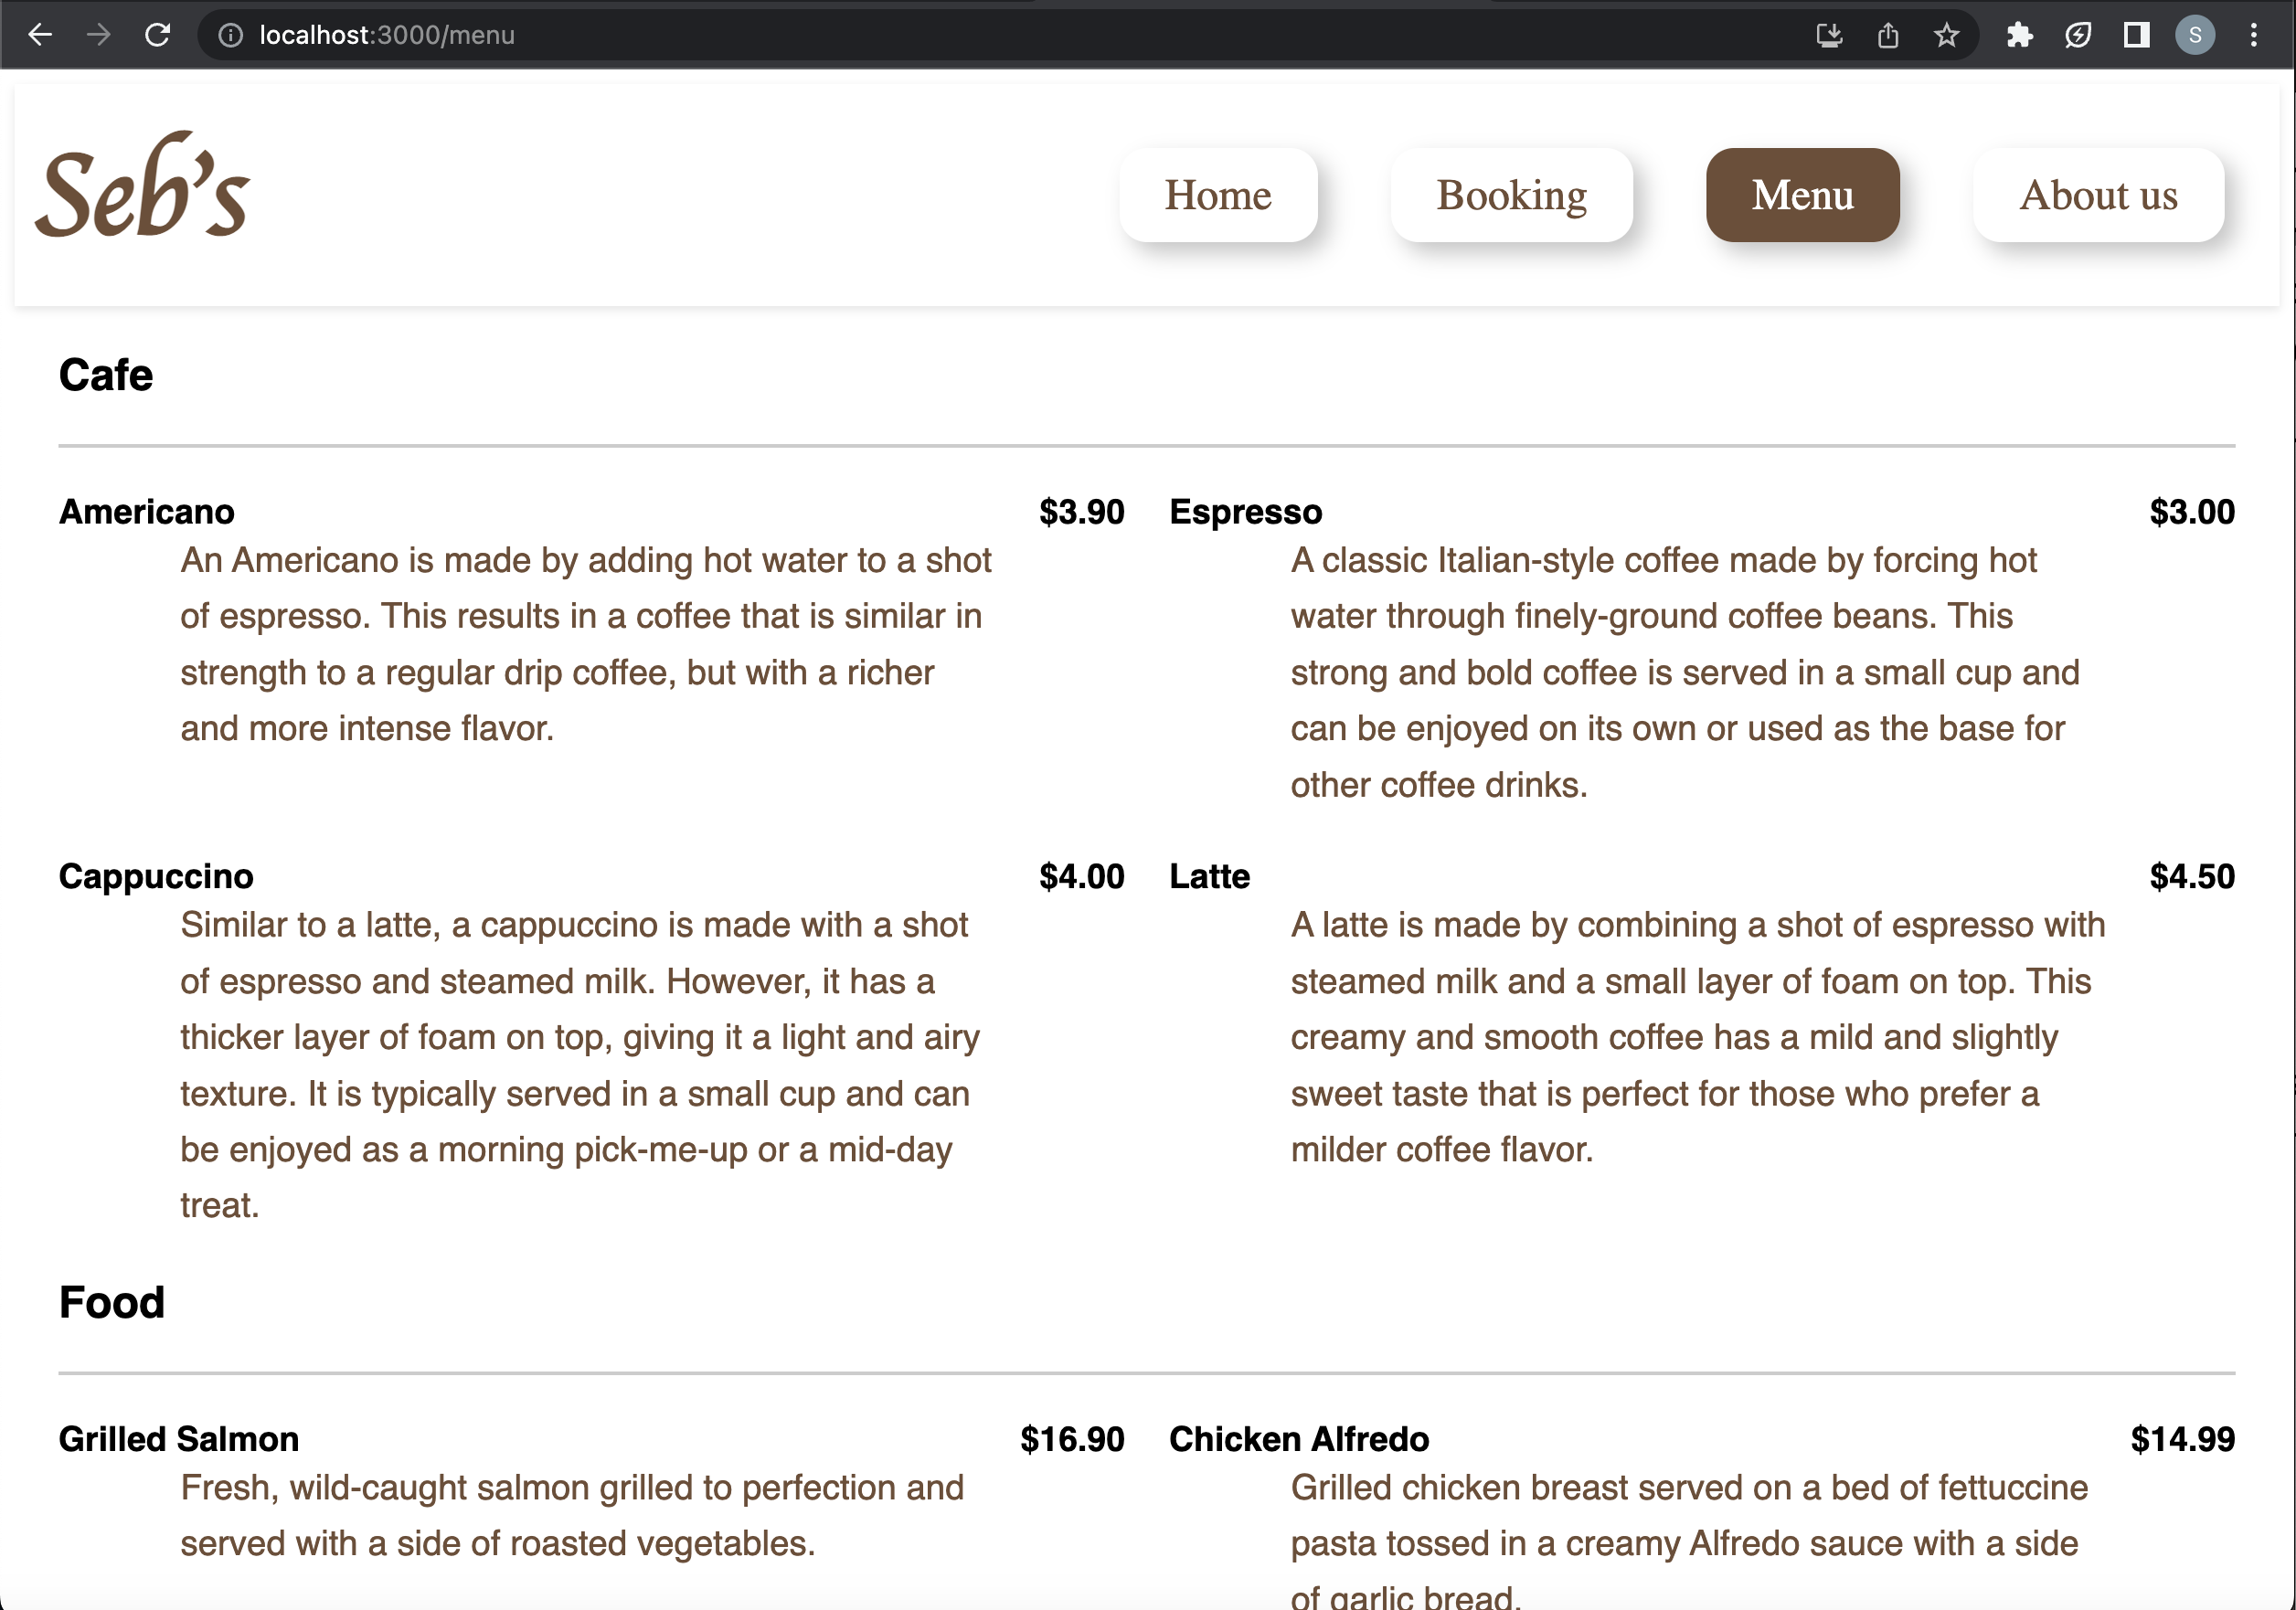 localhost:3000/menu
S
Seb's
Home
Booking
Menu
About us
Cafe
Americano
$3.90
An Americano is made by adding hot water to a shot
of espresso. This results in a coffee that is similar in
strength to a regular drip coffee, but with a richer
and more intense flavor.
Espresso
$3.00
A classic Italian-style coffee made by forcing hot
water through finely-ground coffee beans. This
strong and bold coffee is served in a small cup and
can be enjoyed on its own or used as the base for
other coffee drinks.
Cappuccino
$4.00
Similar to a latte, a cappuccino is made with a shot
of espresso and steamed milk. However, it has a
thicker layer of foam on top, giving it a light and airy
texture. It is typically served in a small cup and can
be enjoyed as a morning pick-me-up or a mid-day
treat.
Latte
$4.50
A latte is made by combining a shot of espresso with
steamed milk and a small layer of foam on top. This
creamy and smooth coffee has a mild and slightly
sweet taste that is perfect for those who prefer a
milder coffee flavor.
Food
Grilled Salmon
$16.90
Fresh, wild-caught salmon grilled to perfection and
served with a side of roasted vegetables.
Chicken Alfredo
$14.99
Grilled chicken breast served on a bed of fettuccine
pasta tossed in a creamy Alfredo sauce with a side
of garlic bread.